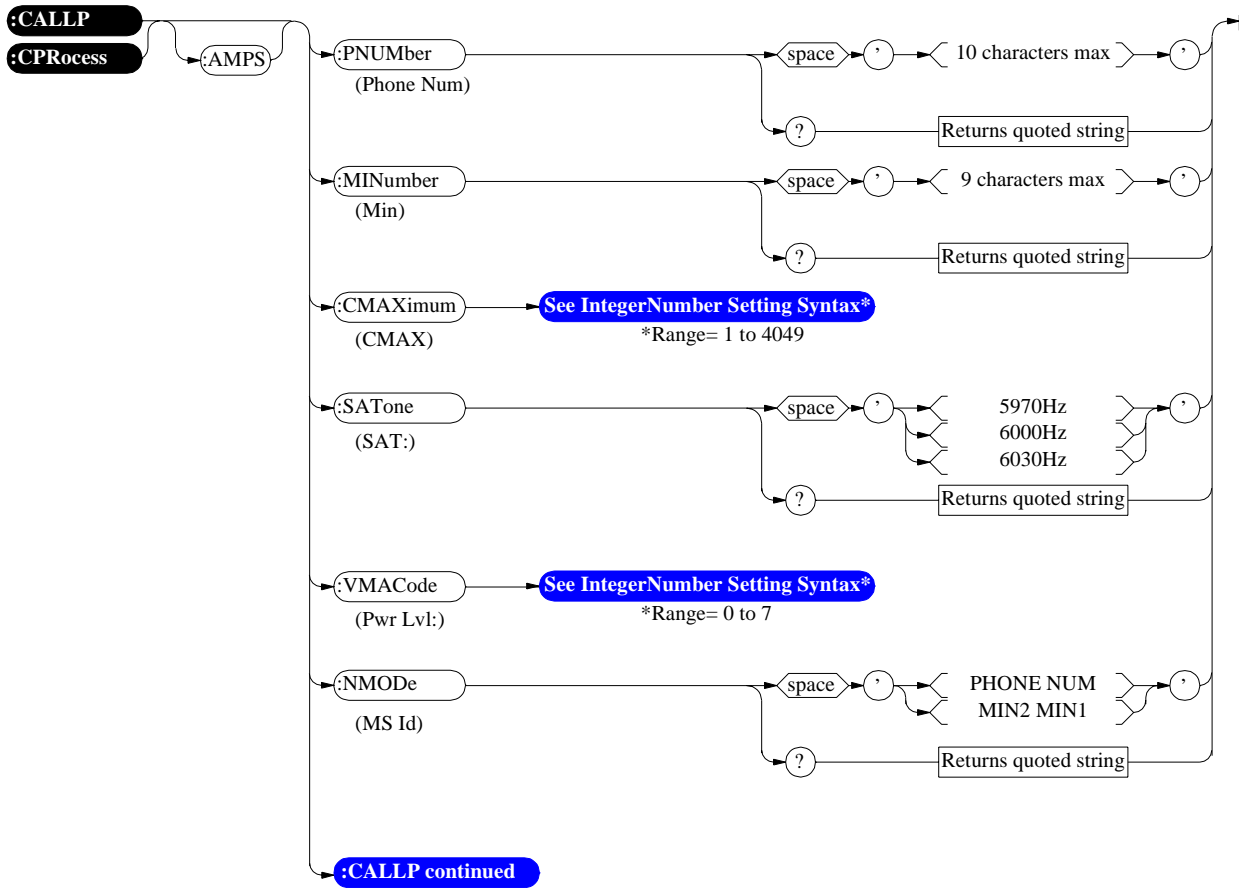 :CALLP
:CPRocess
:AMPS
:PNUMber
(Phone Num)
space ' 10 characters max '
? Returns quoted string
:MINumber
(Min)
space ' 9 characters max '
? Returns quoted string
:CMAXimum
(CMAX)
See IntegerNumber Setting Syntax*
*Range= 1 to 4049
:SATone
(SAT:)
space ' 5970Hz '
6000Hz
6030Hz
? Returns quoted string
:VMACode
(Pwr Lvl:)
See IntegerNumber Setting Syntax*
*Range= 0 to 7
:NMODe
(MS Id)
space ' PHONE NUM '
MIN2 MIN1
? Returns quoted string
:CALLP continued